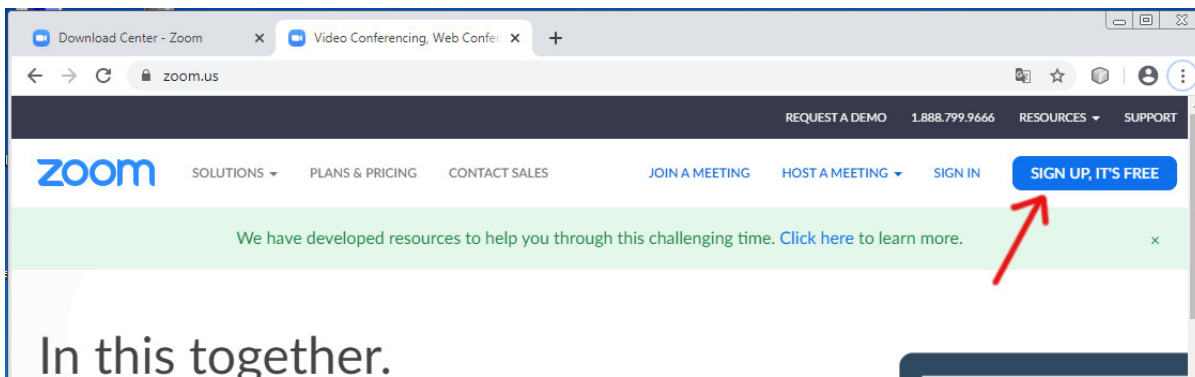 Download Center - Zoom
Video Conferencing, Web Confer
zoom.us
REQUEST A DEMO 1.888.799.9666 RESOURCES SUPPORT
zoom SOLUTIONS PLANS & PRICING CONTACT SALES JOIN A MEETING HOST A MEETING SIGN IN SIGN UP, IT'S FREE
We have developed resources to help you through this challenging time. Click here to learn more.
In this together.